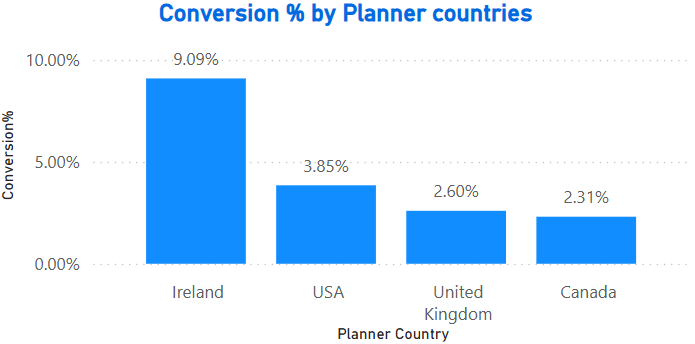 Conversion % by Planner countries
10.00%
9.09%
Conversion%
5.00%
3.85%
2.60%
2.31%
0.00%
Ireland
USA
United
Kingdom
Canada
Planner Country